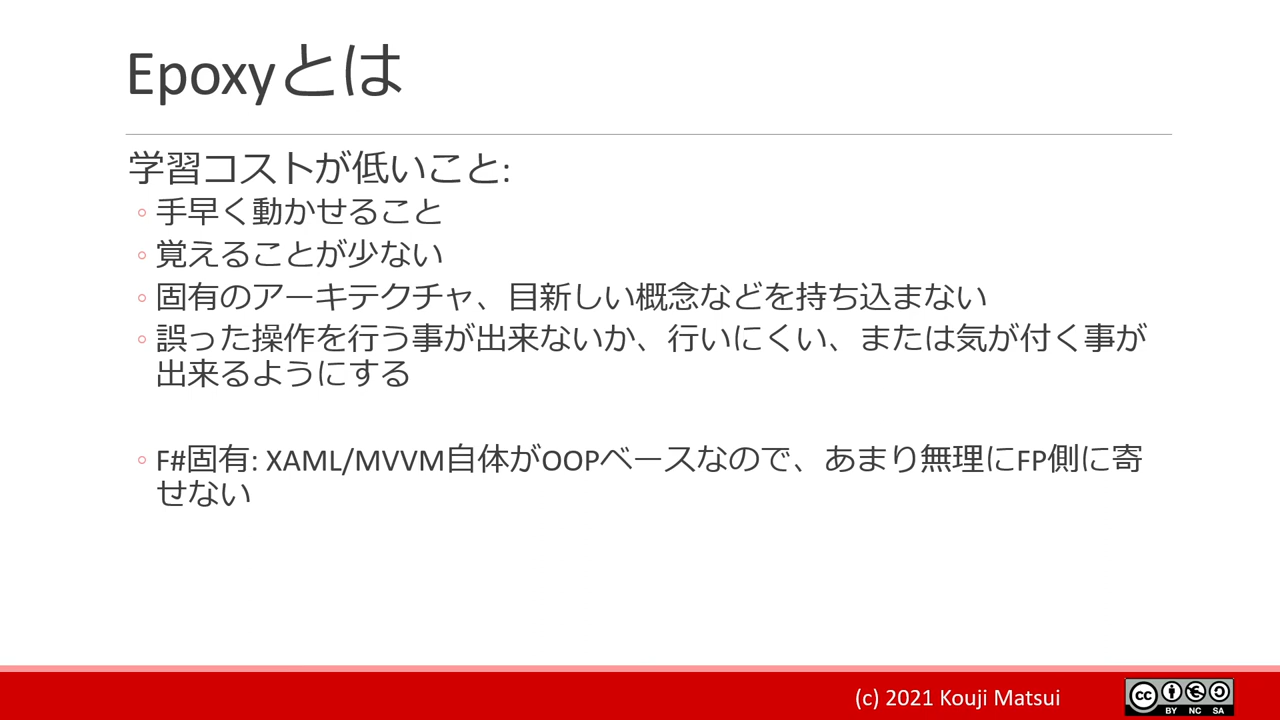 Epoxyとは
学習コストが低いこと:
◦ 手早く動かせること
◦ 覚えることが少ない
◦ 固有のアーキテクチャ、目新しい概念などを持ち込まない
◦ 誤った操作を行う事が出来ないか、行いにくい、または気が付く事が
出来るようにする
◦ F#固有: XAML/MVVM自体がOOPベースなので、あまり無理にFP側に寄
せない
(c) 2021 Kouji Matsui
cc
BY NC SA